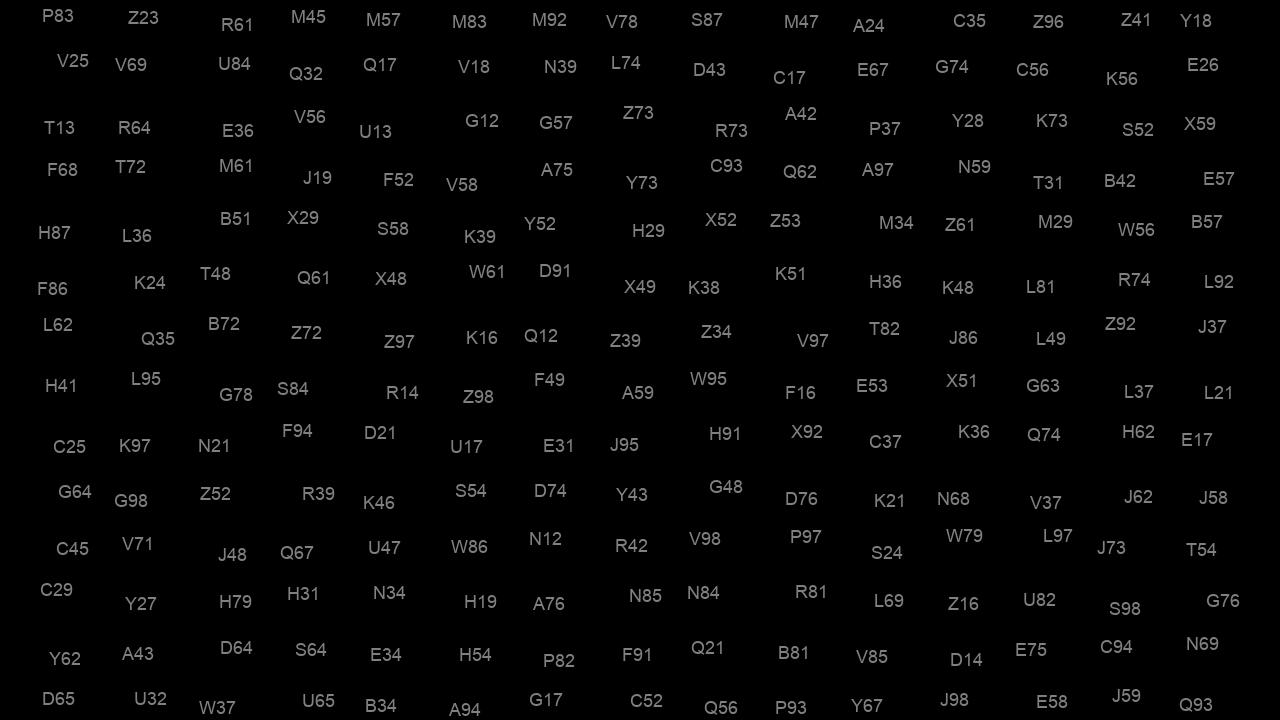 P83 Z23 R61 M45 M57 M83 M92 V78 S87 M47 A24 C35 Z96 Z41 Y18
V25 V69 U84 Q32 Q17 V18 N39 L74 D43 C17 E67 G74 C56 K56 E26
T13 R64 E36 V56 U13 G12 G57 Z73 R73 A42 P37 Y28 K73 S52 X59
F68 T72 M61 J19 F52 V58 A75 Y73 C93 Q62 A97 N59 T31 B42 E57
H87 L36 B51 X29 S58 K39 Y52 H29 X52 Z53 M34 Z61 M29 W56 B57
F86 K24 T48 Q61 X48 W61 D91 X49 K38 K51 H36 K48 L81 R74 L92
L62 Q35 B72 Z72 Z97 K16 Q12 Z39 Z34 V97 T82 J86 L49 Z92 J37
H41 L95 G78 S84 R14 Z98 F49 A59 W95 F16 E53 X51 G63 L37 L21
C25 K97 N21 F94 D21 U17 E31 J95 H91 X92 C37 K36 Q74 H62 E17
G64 G98 Z52 R39 K46 S54 D74 Y43 G48 D76 K21 N68 V37 J62 J58
C45 V71 J48 Q67 U47 W86 N12 R42 V98 P97 S24 W79 L97 J73 T54
C29 Y27 H79 H31 N34 H19 A76 N85 N84 R81 L69 Z16 U82 S98 G76
Y62 A43 D64 S64 E34 H54 P82 F91 Q21 B81 V85 D14 E75 C94 N69
D65 U32 W37 U65 B34 A94 G17 C52 Q56 P93 Y67 J98 E58 J59 Q93